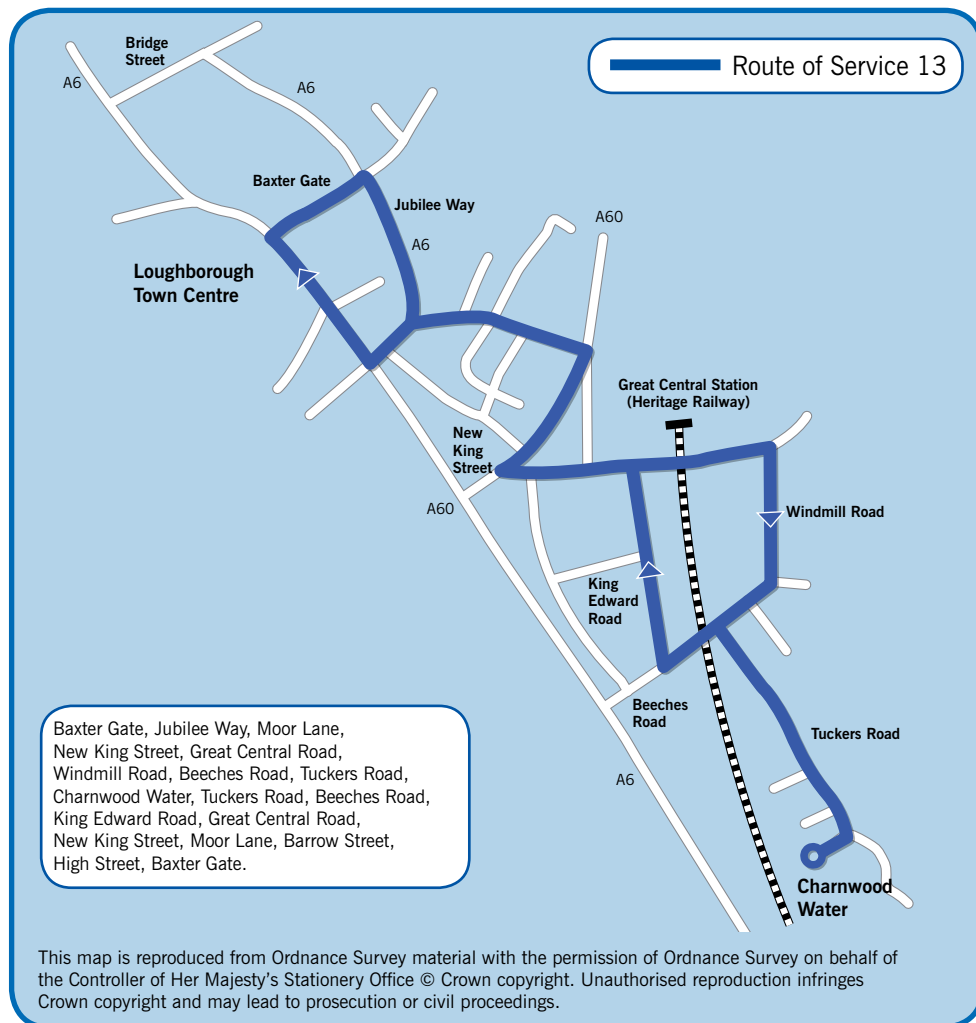 Bridge
Street
A6
A6
Route of Service 13
Baxter Gate
Jubilee Way
A6
A60
Loughborough
Town Centre
Great Central Station
(Heritage Railway)
New
King
Street
A60
Windmill Road
King
Edward
Road
Beeches
Road
Tuckers Road
A6
Baxter Gate, Jubilee Way, Moor Lane,
New King Street, Great Central Road,
Windmill Road, Beeches Road, Tuckers Road,
Charnwood Water, Tuckers Road, Beeches Road,
King Edward Road, Great Central Road,
New King Street, Moor Lane, Barrow Street,
High Street, Baxter Gate.
Charnwood
Water
This map is reproduced from Ordnance Survey material with the permission of Ordnance Survey on behalf of
the Controller of Her Majesty’s Stationery Office © Crown copyright. Unauthorised reproduction infringes
Crown copyright and may lead to prosecution or civil proceedings.